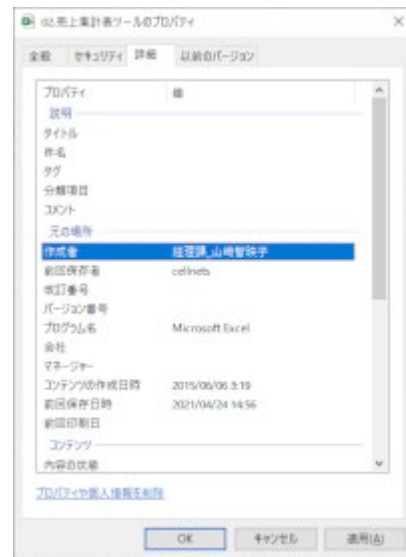 02.売上集計表ツールのプロパティ
全般 セキュリティ 詳細 以前のバージョン
プロパティ 値
説明
タイトル
件名
タグ
分類項目
コメント
元の場所
作成者 経理課_山崎智映子
前回保存者 cellnets
改訂番号
バージョン番号
プログラム名 Microsoft Excel
会社
マネージャー
コンテンツの作成日時 2015/06/06 3:19
前回保存日時 2021/04/24 14:56
前回印刷日
コンテンツ
内容の状態
プロパティや個人情報を削除
OK キャンセル 適用(A)